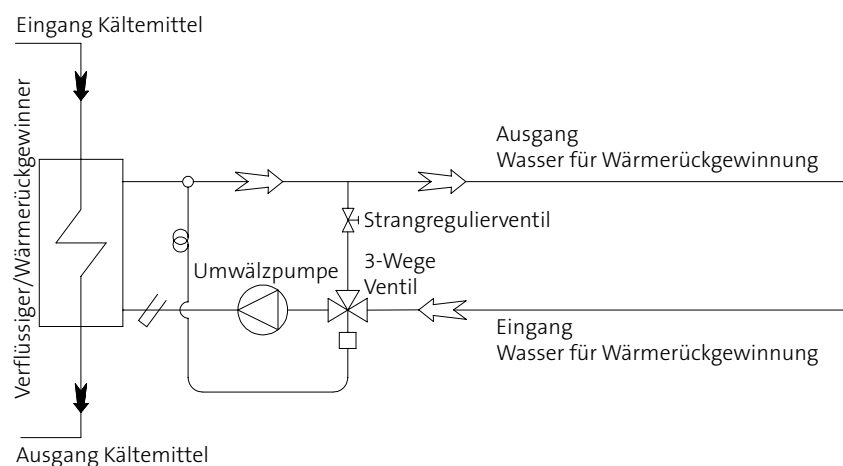 Eingang Kältemittel
Verflüssiger/Wärmerückgewinner
Ausgang
Wasser für Wärmerückgewinnung
Strangregulierventil
3-Wege
Ventil
Umwälzpumpe
Eingang
Wasser für Wärmerückgewinnung
Ausgang Kältemittel